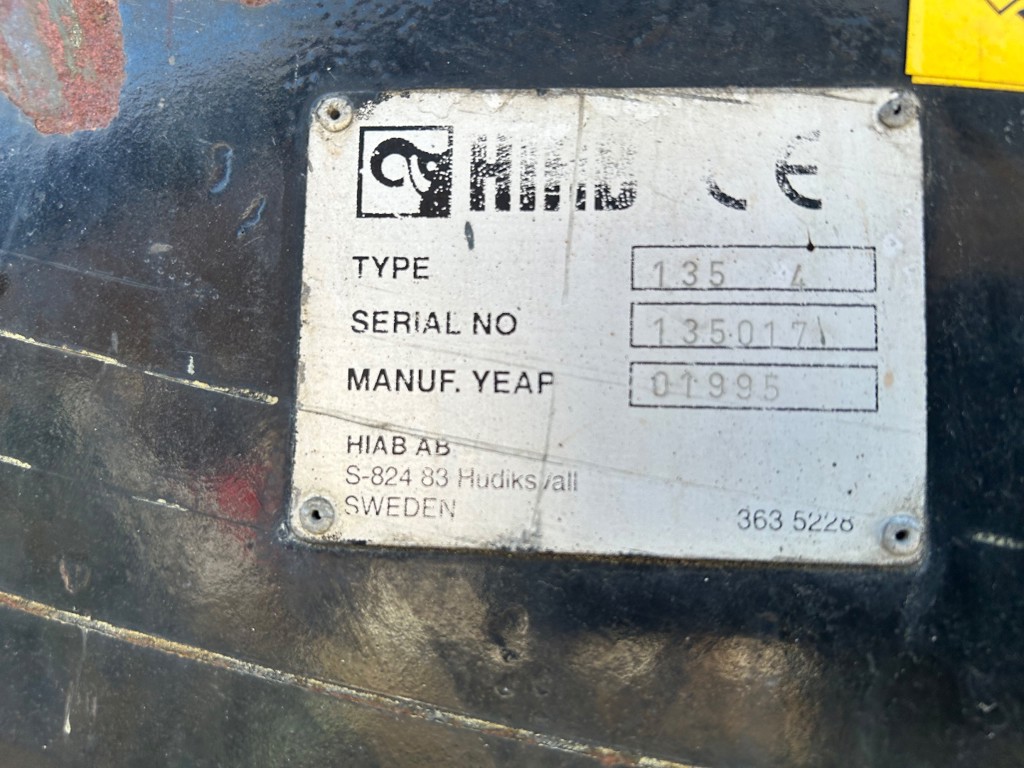 HIAB CE
TYPE 135 4
SERIAL NO 135017
MANUF. YEAR 01995
HIAB AB
S-824 83 Hudiksvall
SWEDEN
363 5228